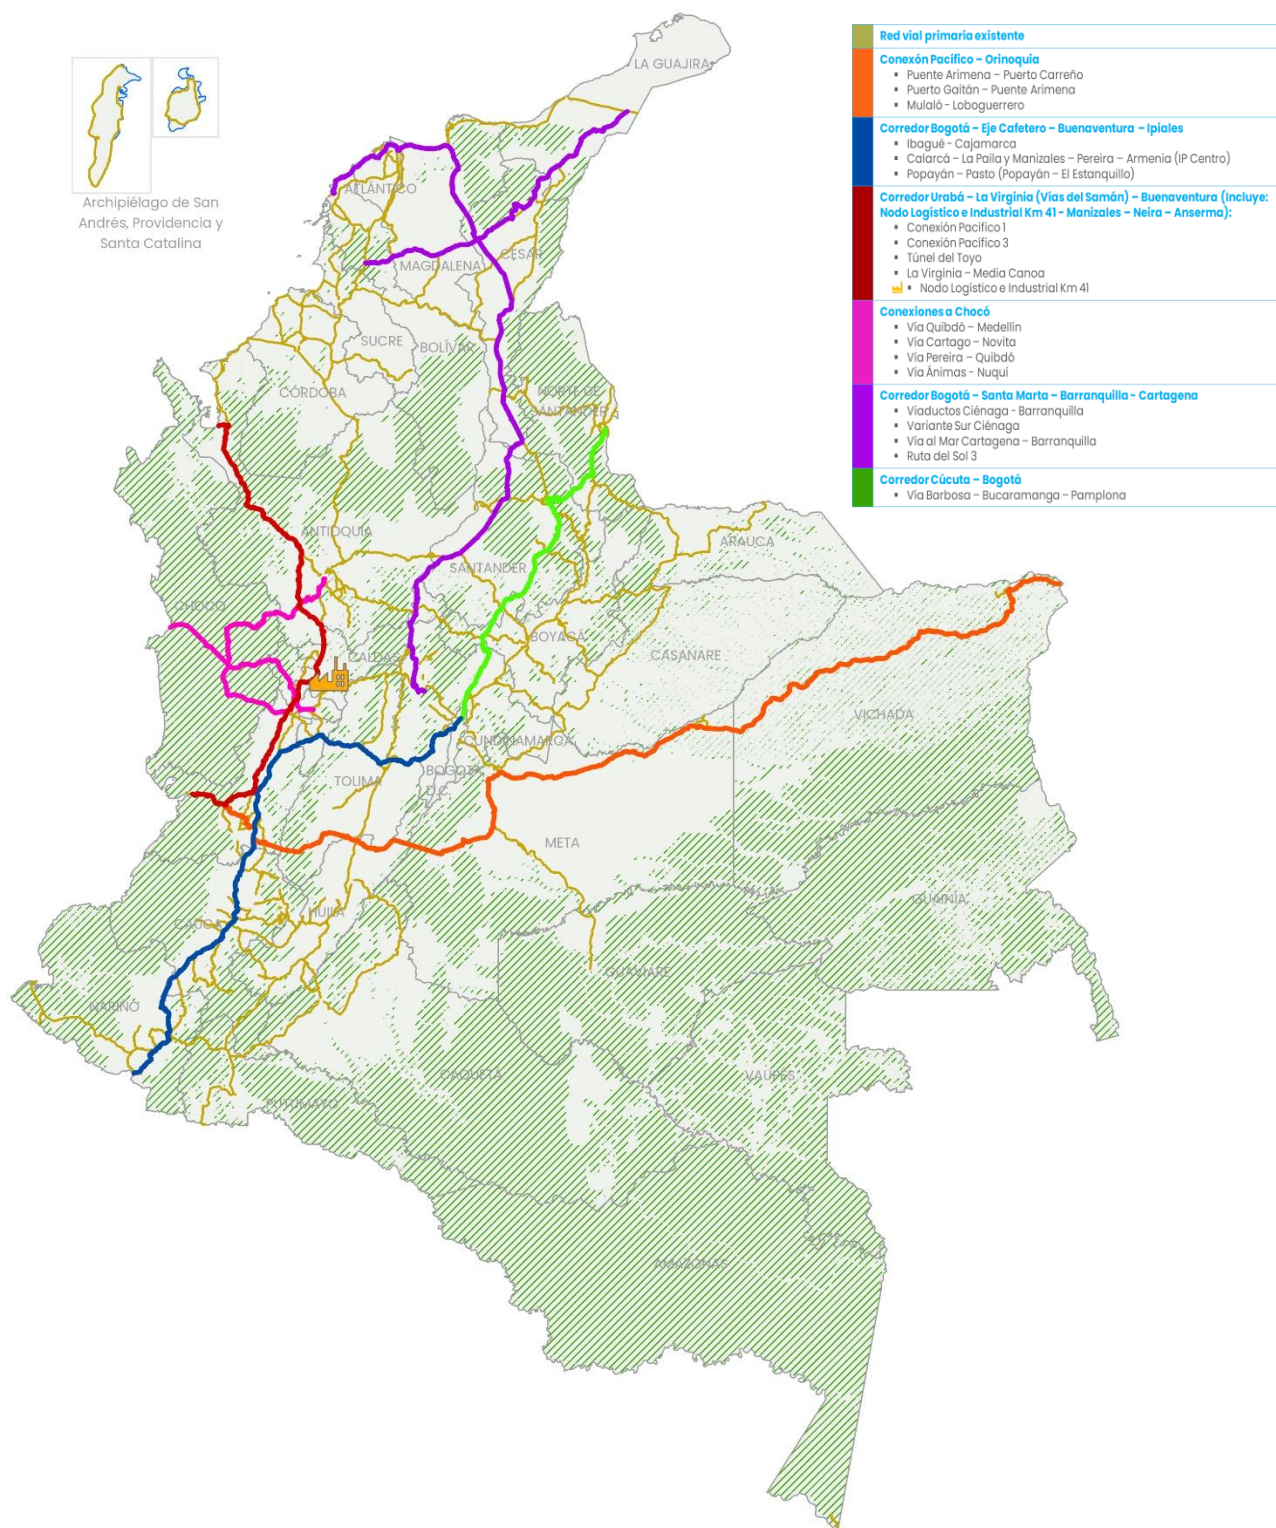 LA GUAJIRA
ATLÁNTICO
Archipiélago de San
Andrés, Providencia y
Santa Catalina
MAGDALENA
CESAR
SUCRE
BOLÍVAR
CÓRDOBA
NORTE DE
SANTANDER
ANTIOQUIA
ARAUCA
SANTANDER
CHOCÓ
BOYACÁ
CALDAS
CASANARE
VICHADA
CUNDINAMARCA
BOGOTÁ
D.C.
TOLIMA
META
GUAINÍA
CAUCA
HUILA
GUAVIARE
NARIÑO
CAQUETÁ
VAUPÉS
PUTUMAYO
AMAZONAS
Red vial primaria existente
Conexón Pacífico – Orinoquia
▪ Puente Arimena – Puerto Carreño
▪ Puerto Gaitán – Puente Arimena
▪ Mulaló - Loboguerrero
Corredor Bogotá – Eje Cafetero – Buenaventura – Ipiales
▪ Ibagué - Cajamarca
▪ Calarcá – La Paila y Manizales – Pereira – Armenia (IP Centro)
▪ Popayán – Pasto (Popayán – El Estanquillo)
Corredor Urabá – La Virginia (Vías del Samán) – Buenaventura (Incluye:
Nodo Logístico e Industrial Km 41 - Manizales – Neira – Anserma):
▪ Conexión Pacifico 1
▪ Conexión Pacífico 3
▪ Túnel del Toyo
▪ La Virginia – Media Canoa
▪ Nodo Logístico e Industrial Km 41
Conexiones a Chocó
▪ Vía Quibdó – Medellín
▪ Vía Cartago – Novita
▪ Vía Pereira – Quibdó
▪ Vía Ánimas - Nuquí
Corredor Bogotá – Santa Marta – Barranquilla - Cartagena
▪ Viaductos Ciénaga - Barranquilla
▪ Variante Sur Ciénaga
▪ Vía al Mar Cartagena – Barranquilla
▪ Ruta del Sol 3
Corredor Cúcuta – Bogotá
▪ Vía Barbosa – Bucaramanga – Pamplona